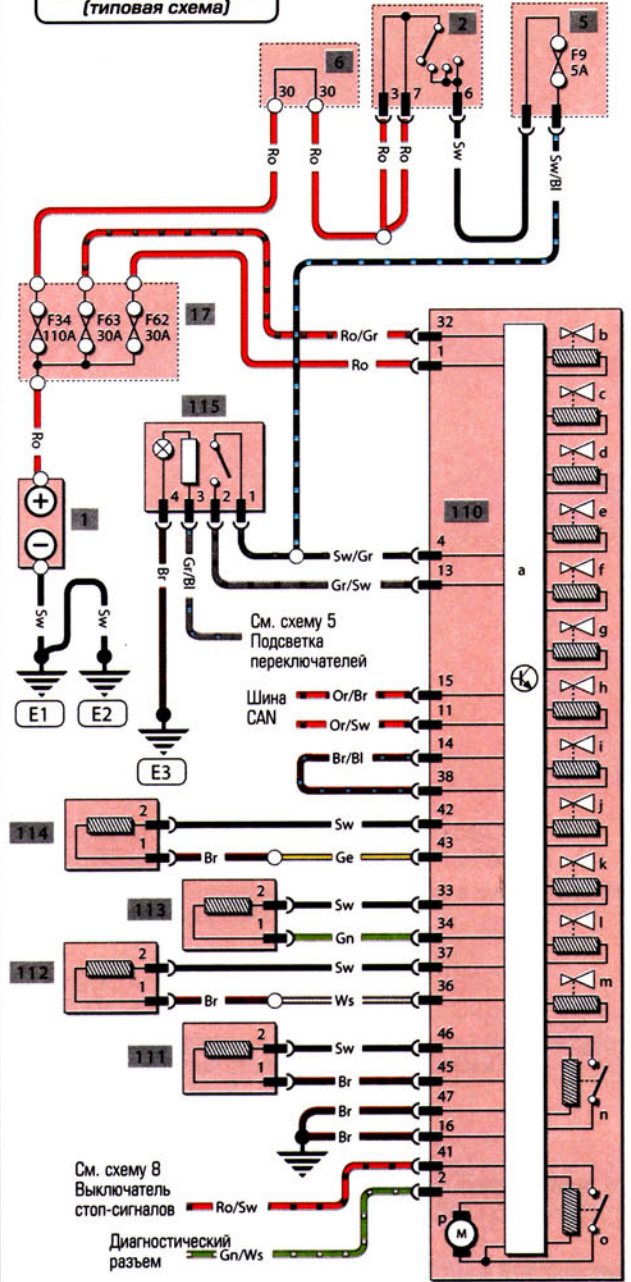 (типовая схема)
6
30 30
2
3 7 6
5
F9
5A
Ro
Ro
Ro
Ro
Sw
Sw/Bl
F34
110A
F63
30A
F62
30A
17
Ro/Gr
32
Ro
1
Ro
1
Sw
Sw
E1
E2
115
4 3 2 1
Br
Gr/Bl
E3
См. схему 5
Подсветка
переключателей
Sw/Gr
4
Gr/Sw
13
110
a
Шина
CAN
Or/Br
15
Or/Sw
11
Br/Bl
14
38
114
2
1
Sw
42
Br
Ge
43
113
2
1
Sw
33
Gn
34
112
2
1
Sw
37
Br
Ws
36
111
2
1
Sw
46
Br
45
Br
47
Br
16
См. схему 8
Выключатель
стоп-сигналов
Ro/Sw
41
Диагностический
разъем
Gn/Ws
2
b
c
d
e
f
g
h
i
j
k
l
m
n
o
p
M